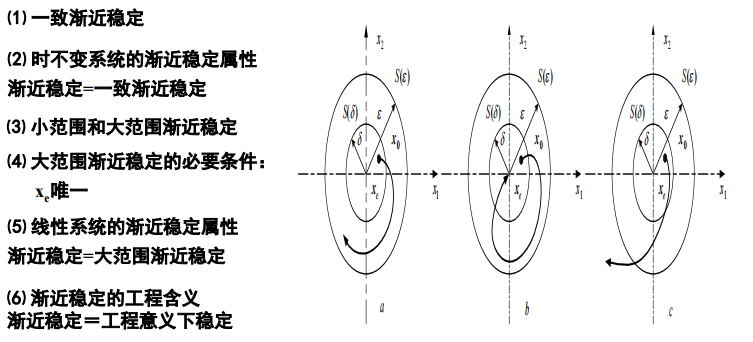 (1) 一致渐近稳定
(2) 时不变系统的渐近稳定属性
渐近稳定=一致渐近稳定
(3) 小范围和大范围渐近稳定
(4) 大范围渐近稳定的必要条件：
xe唯一
(5) 线性系统的渐近稳定属性
渐近稳定=大范围渐近稳定
(6) 渐近稳定的工程含义
渐近稳定＝工程意义下稳定
x2
S(ε)
S(δ)
ε
δ
x0
xe
x1
a
x2
S(ε)
S(δ)
ε
δ
x0
xe
x1
b
x2
S(ε)
S(δ)
ε
δ
x0
xe
x1
c